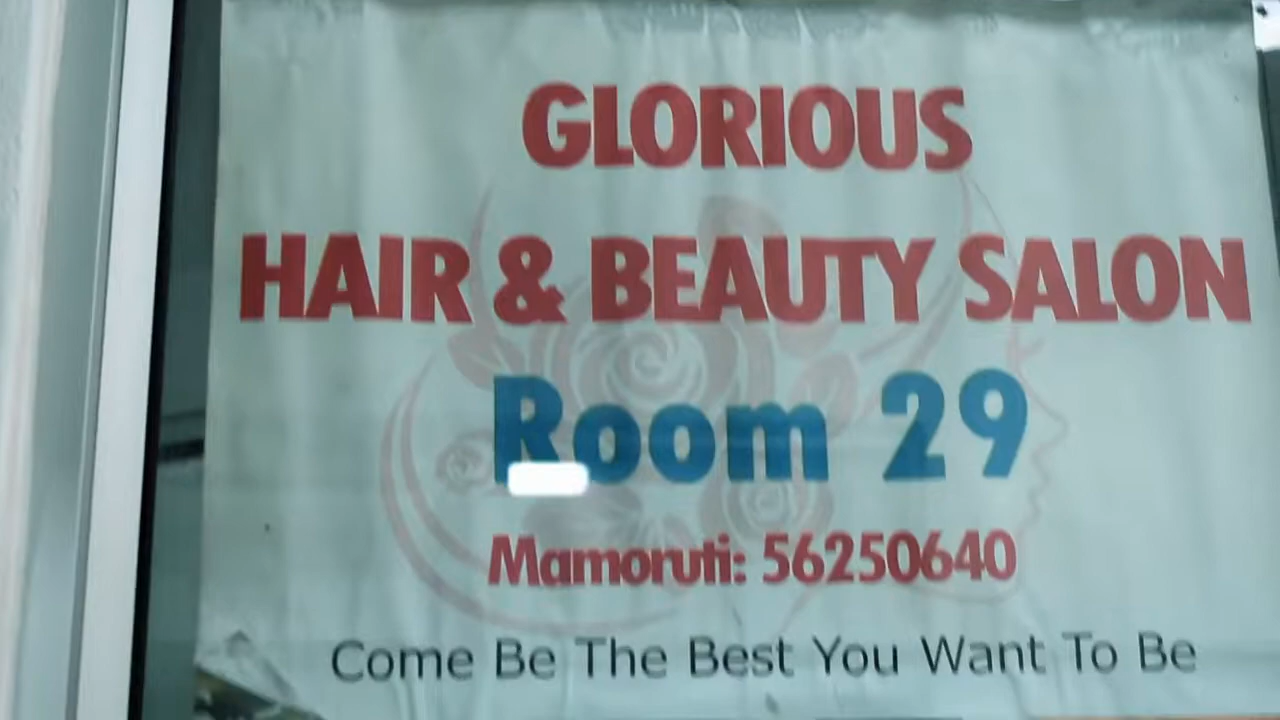 GLORIOUS
HAIR & BEAUTY SALON
Room 29
Mamoruti: 56250640
Come Be The Best You Want To Be